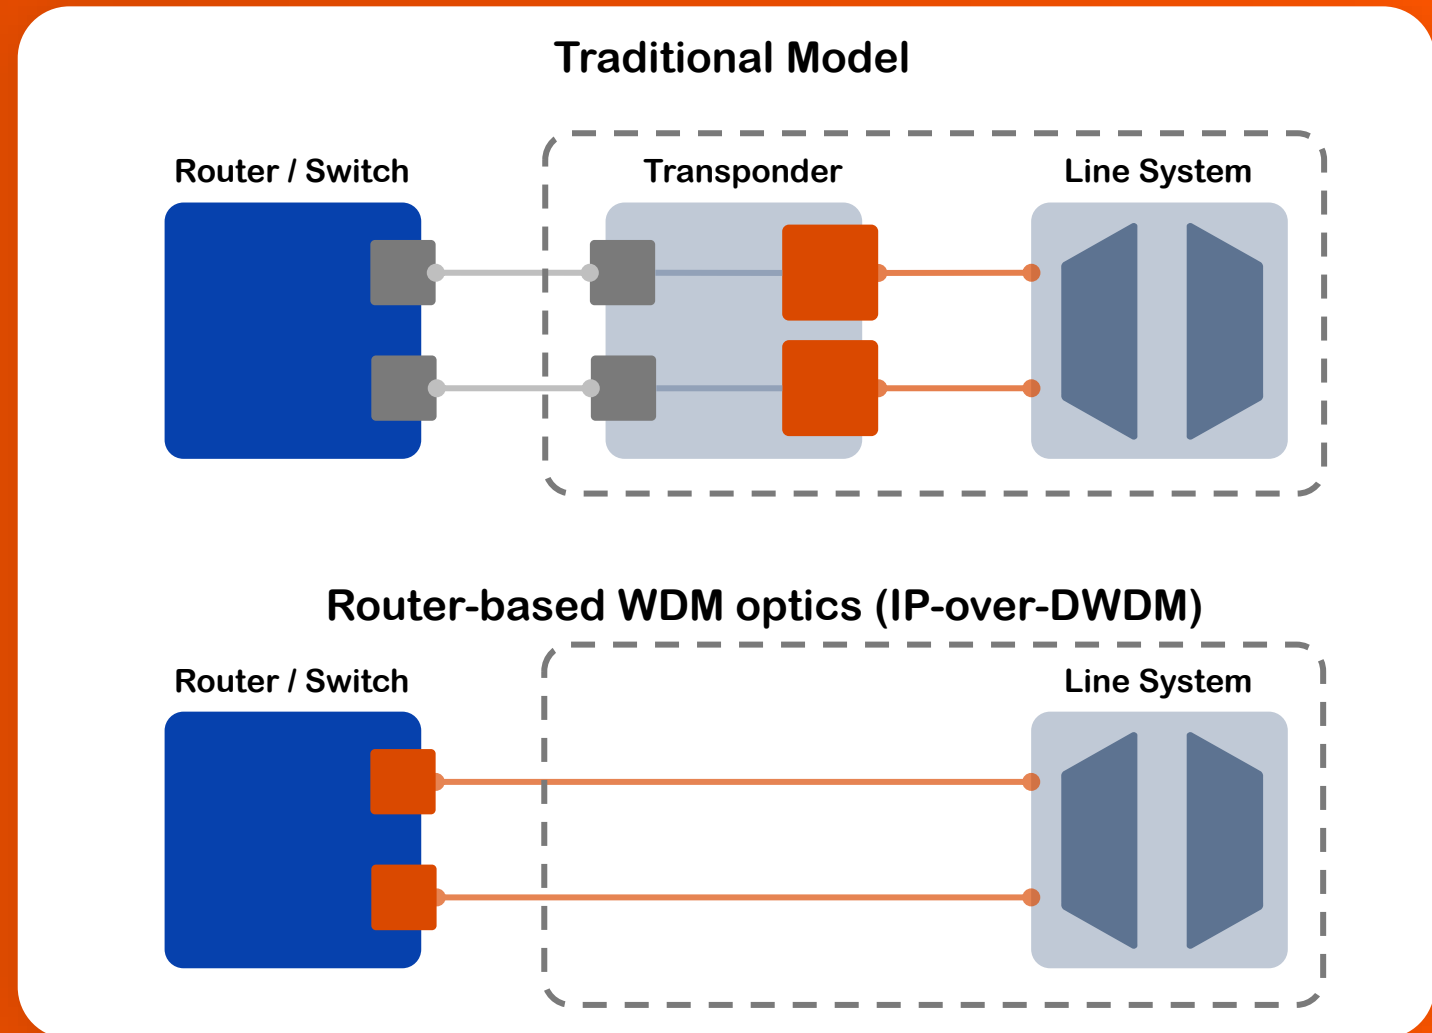 Traditional Model
Router / Switch
Transponder
Line System
Router-based WDM optics (IP-over-DWDM)
Router / Switch
Line System